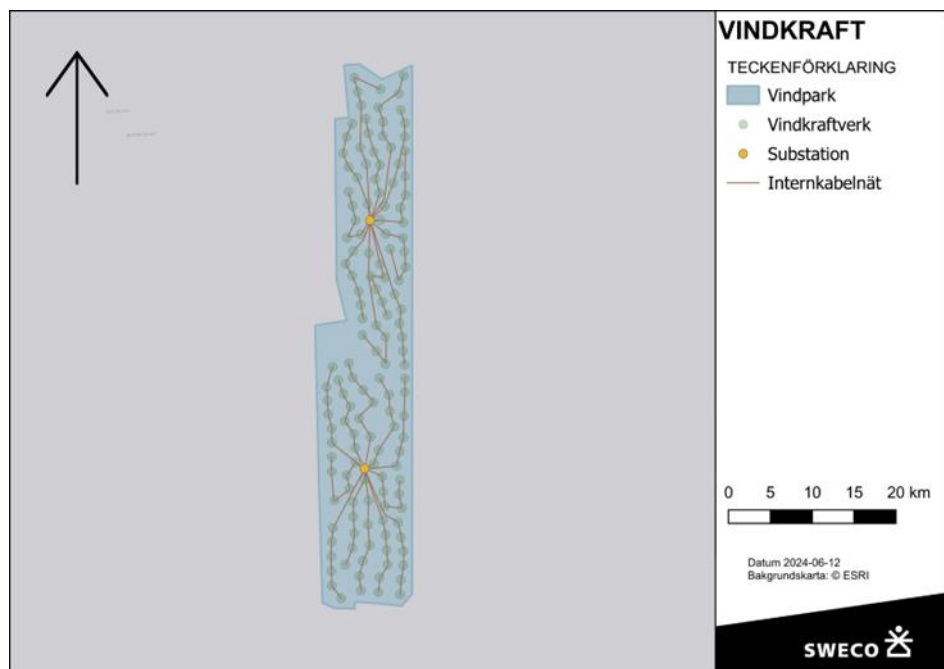 VINDKRAFT
TECKENFÖRKLARING
Vindpark
Vindkraftverk
Substation
Internkabelnät
0 5 10 15 20 km
Datum 2024-06-12
Bakgrundskarta: © ESRI
SWECO